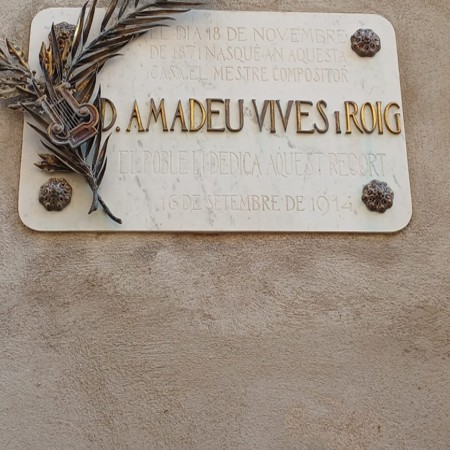 EL DIA 18 DE NOVEMBRE
DE 1871 NASQUÉ AN AQUESTA
CASA, EL MESTRE COMPOSITOR
D. AMADEU VIVES I ROIG
EL POBLE LI DEDICA AQUEST RECORT
16 DE SETEMBRE DE 1914